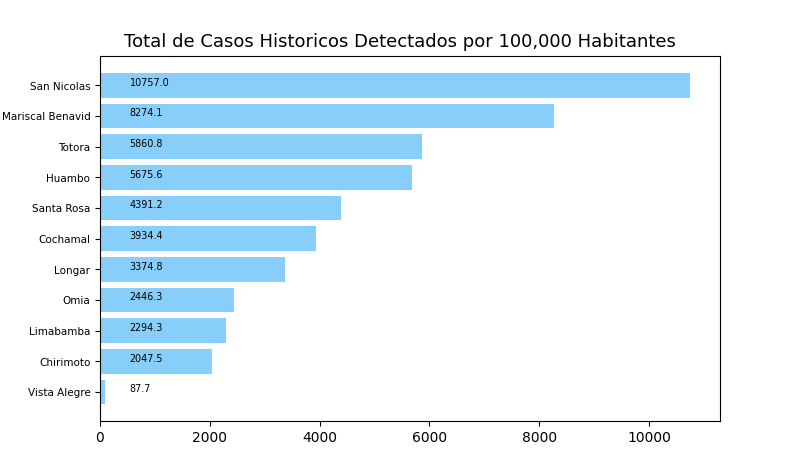 Total de Casos Historicos Detectados por 100,000 Habitantes
San Nicolas 10757.0
Mariscal Benavid 8274.1
Totora 5860.8
Huambo 5675.6
Santa Rosa 4391.2
Cochamal 3934.4
Longar 3374.8
Omia 2446.3
Limabamba 2294.3
Chirimoto 2047.5
Vista Alegre 87.7
0 2000 4000 6000 8000 10000